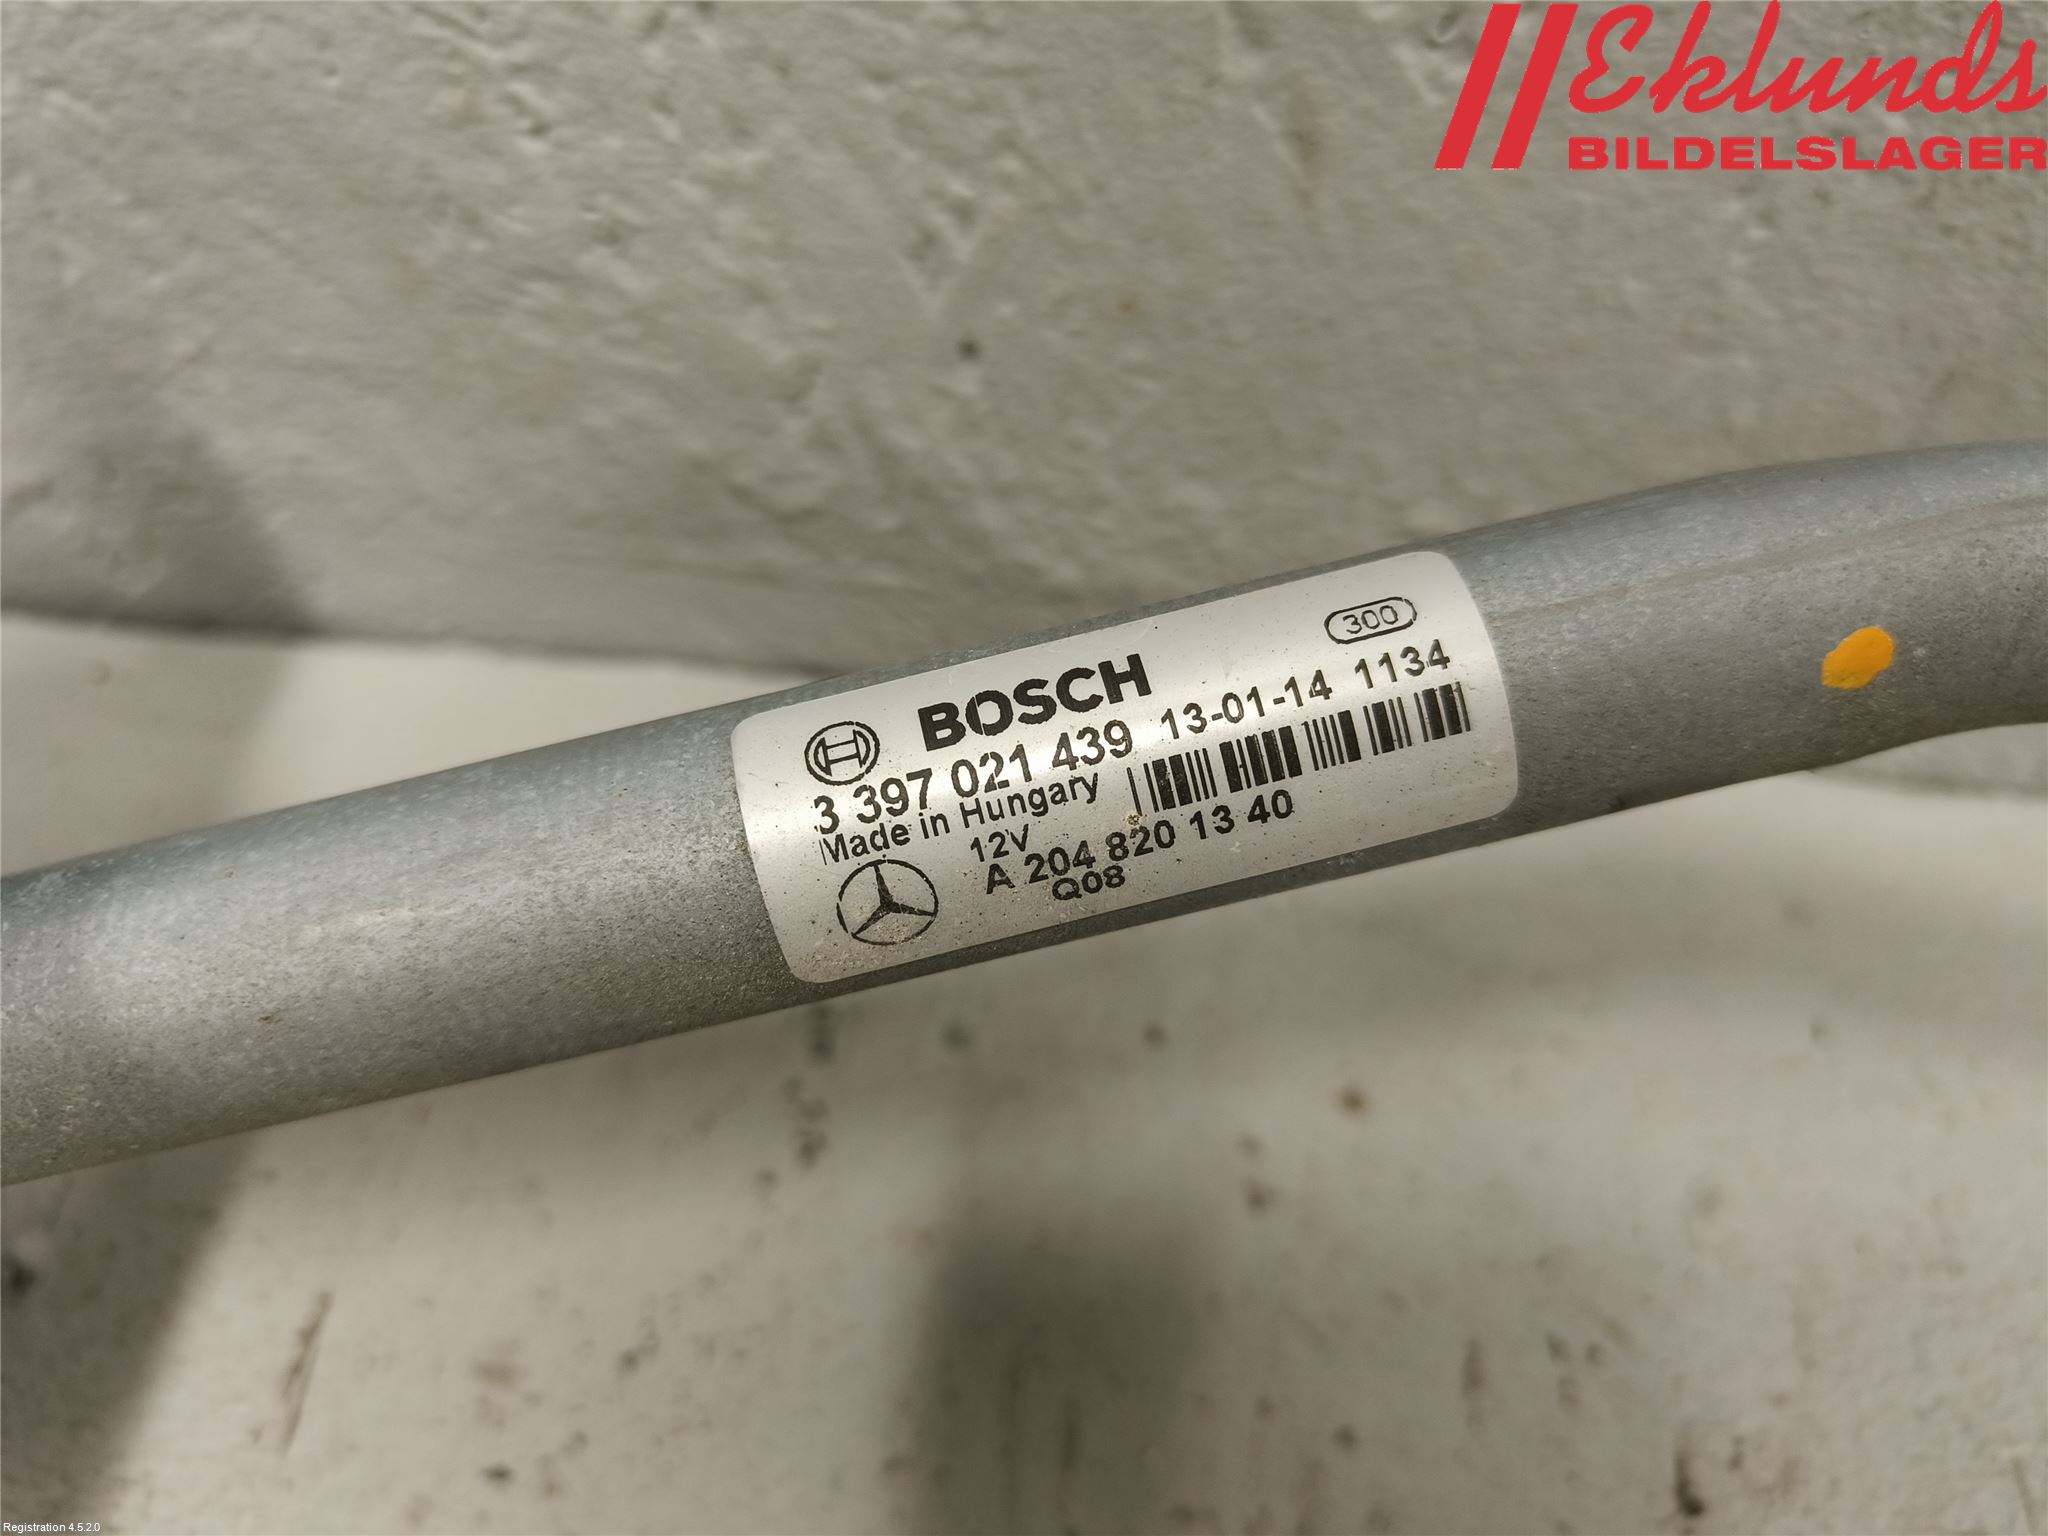 Eklunds
BILDELSLAGER
300
BOSCH
3 397 021 439 13-01-14 1134
Made in Hungary
12V
A 204 820 13 40
Q08
Registration 4.5.2.0